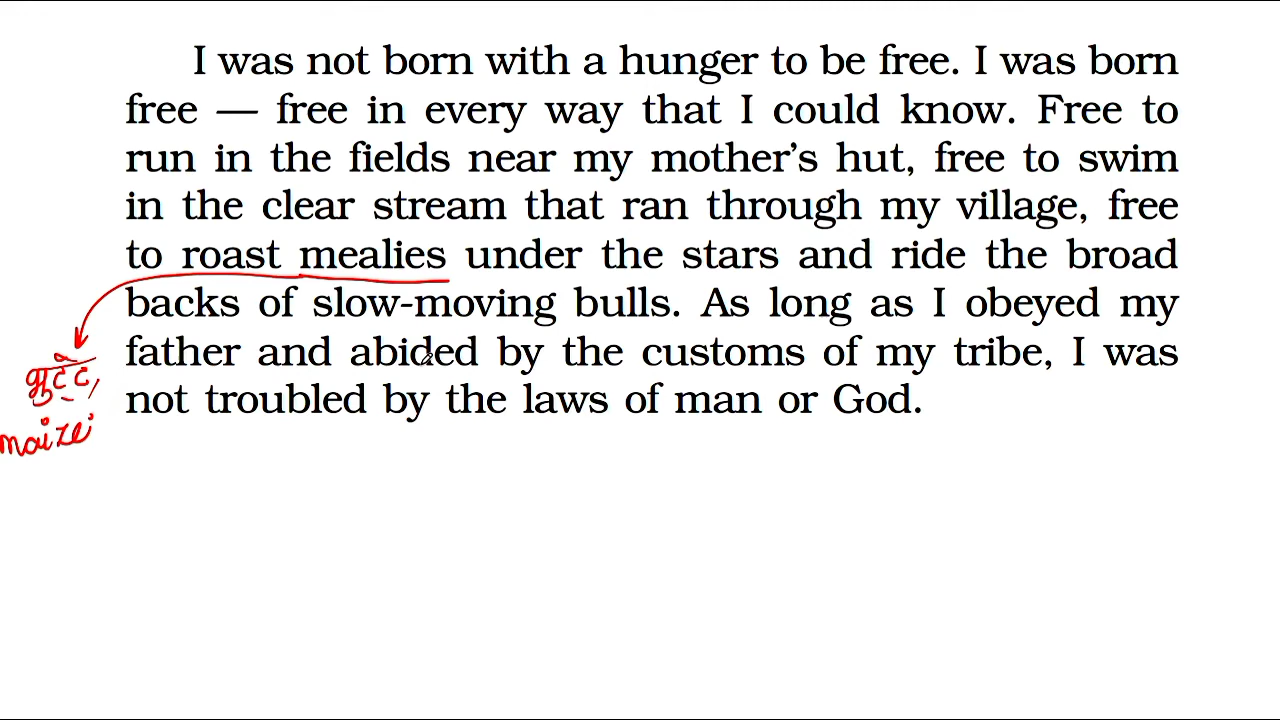 I was not born with a hunger to be free. I was born
free — free in every way that I could know. Free to
run in the fields near my mother's hut, free to swim
in the clear stream that ran through my village, free
to roast mealies under the stars and ride the broad
backs of slow-moving bulls. As long as I obeyed my
father and abided by the customs of my tribe, I was
not troubled by the laws of man or God.
maize